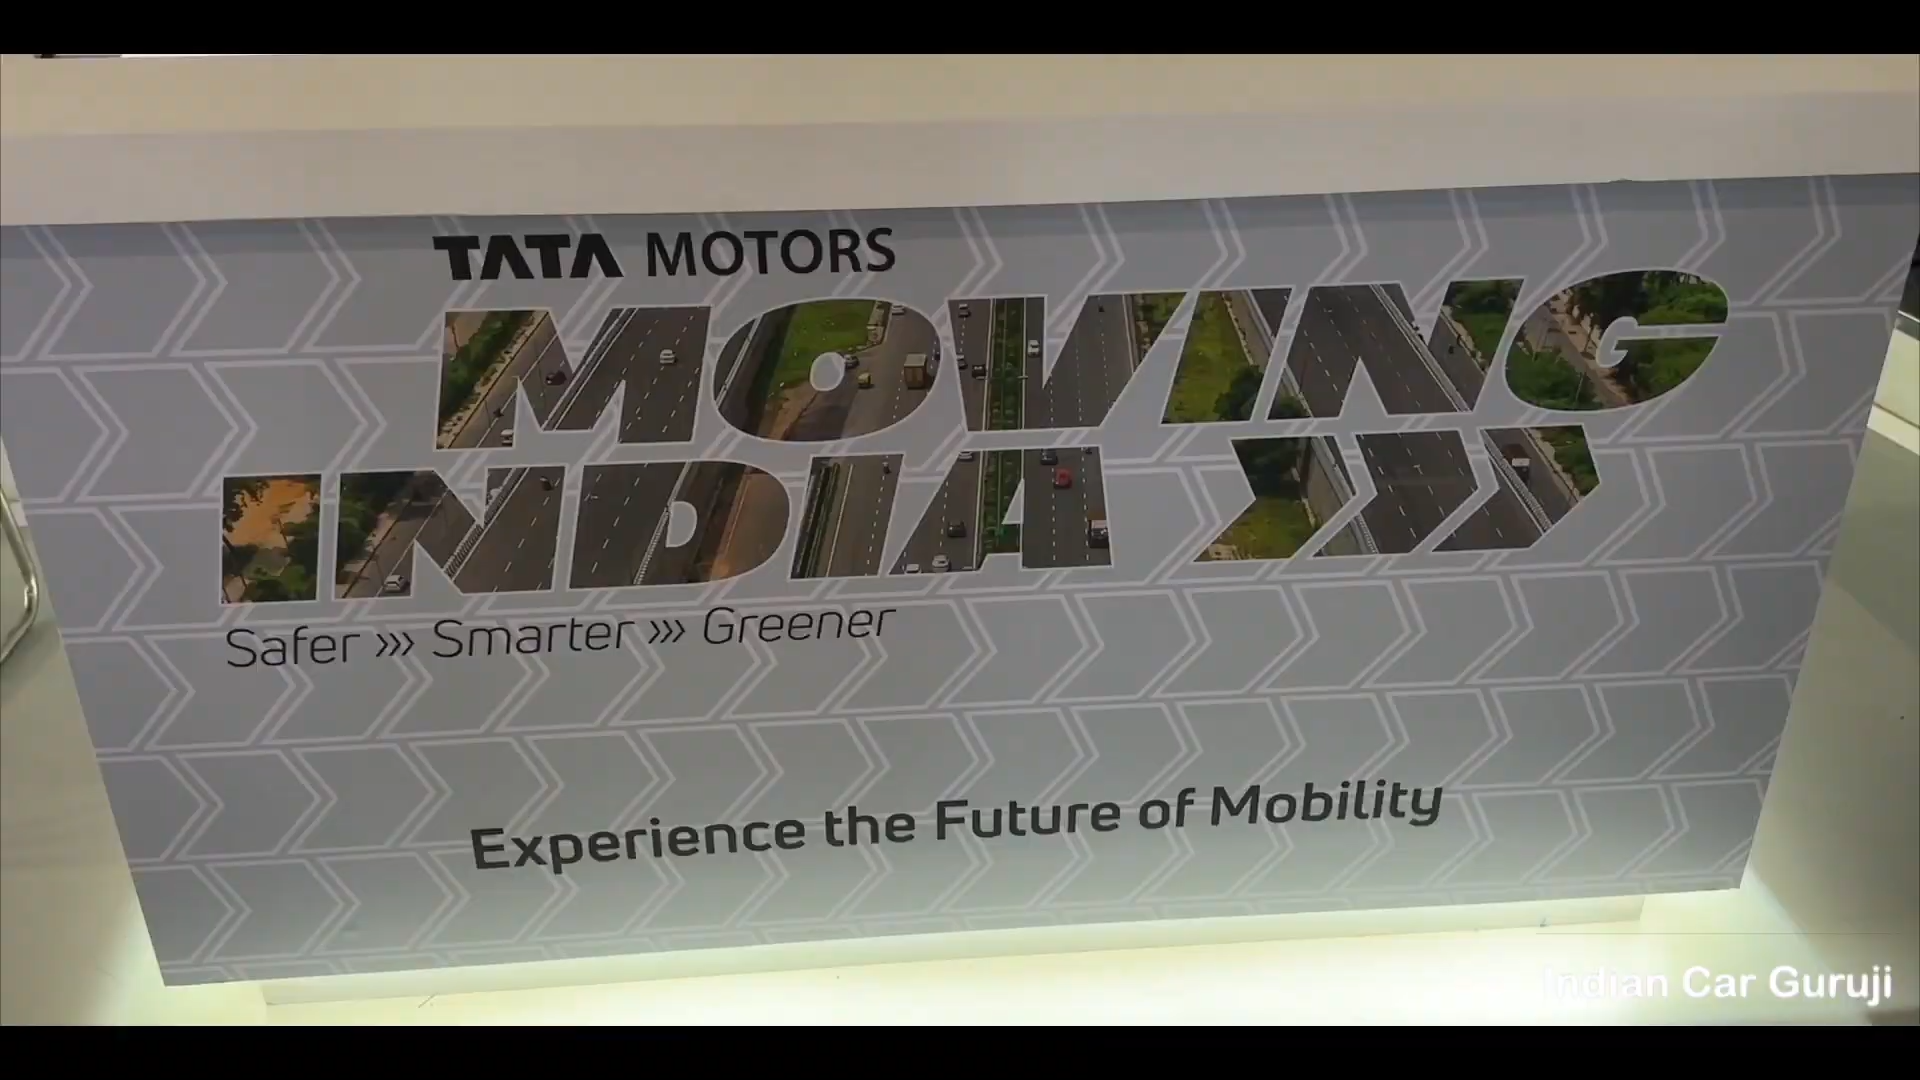 TATA MOTORS
MOVING
INDIA >>>
Safer >>> Smarter >>> Greener
Experience the Future of Mobility
Indian Car Guruji